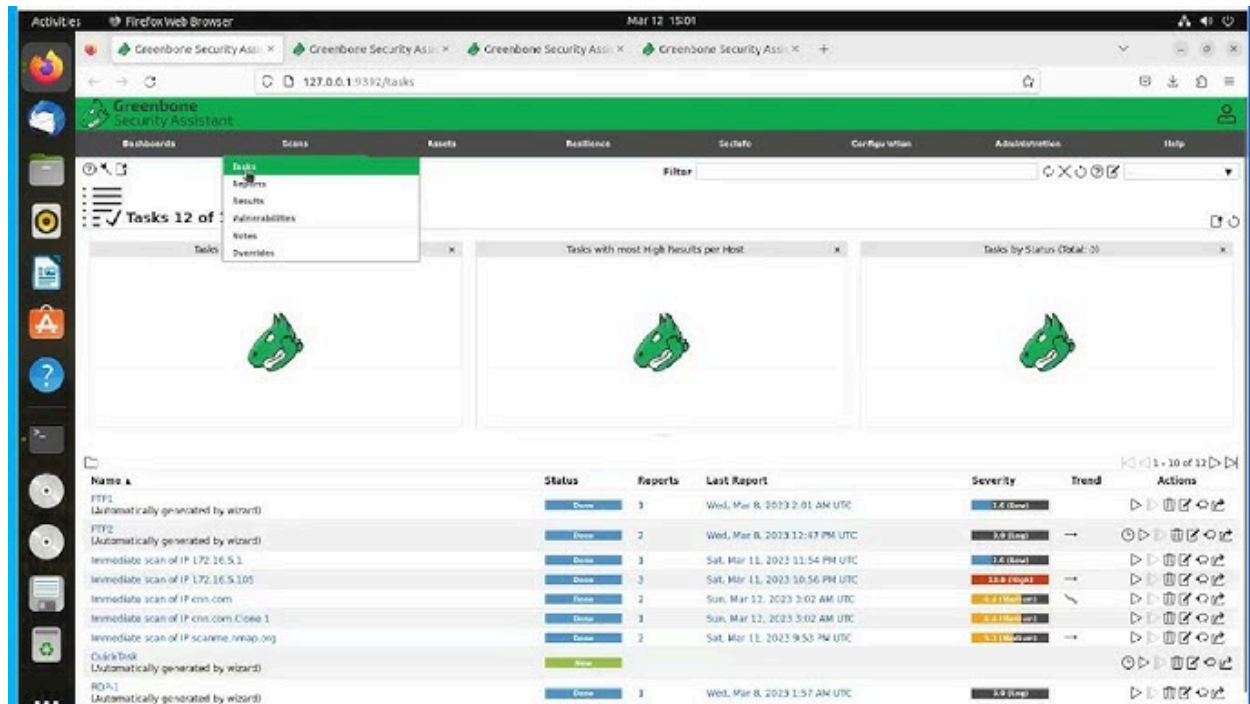 Activities Firefox Web Browser Mar 12 15:01
Greenbone Security Assi × Greenbone Security Assi × Greenbone Security Assi × Greenbone Security Assi × +
127.0.0.1:9392/tasks
Greenbone
Security Assistant
Dashboards Scans Assets Resilience SecInfo Configuration Administration Help
Tasks
Filter
Reports
Results
Tasks 12 of
Vulnerabilities
Notes
Overrides
Tasks × Tasks with most High Results per Host × Tasks by Status (Total: 0) ×
1 - 10 of 12
Name Status Reports Last Report Severity Trend Actions
FTP1
(Automatically generated by wizard) Done 1 Wed, Mar 8, 2023 2:01 AM UTC (Low)
FTP2
(Automatically generated by wizard) Done 2 Wed, Mar 8, 2023 12:47 PM UTC (Log)
Immediate scan of IP 172.16.5.1 Done Sat, Mar 11, 2023 11:54 PM UTC (Low)
Immediate scan of IP 172.16.5.105 Done Sat, Mar 11, 2023 10:56 PM UTC (High)
Immediate scan of IP cnn.com Done 2 Sun, Mar 12, 2023 3:02 AM UTC (Medium)
Immediate scan of IP cnn.com Clone 1 Done Sun, Mar 12, 2023 3:02 AM UTC (Medium)
Immediate scan of IP scanme.nmap.org Done 2 Sat, Mar 11, 2023 9:53 PM UTC (Medium)
QuickTask
(Automatically generated by wizard) New
(Automatically generated by wizard) Done Wed, Mar 8, 2023 1:57 AM UTC (Log)